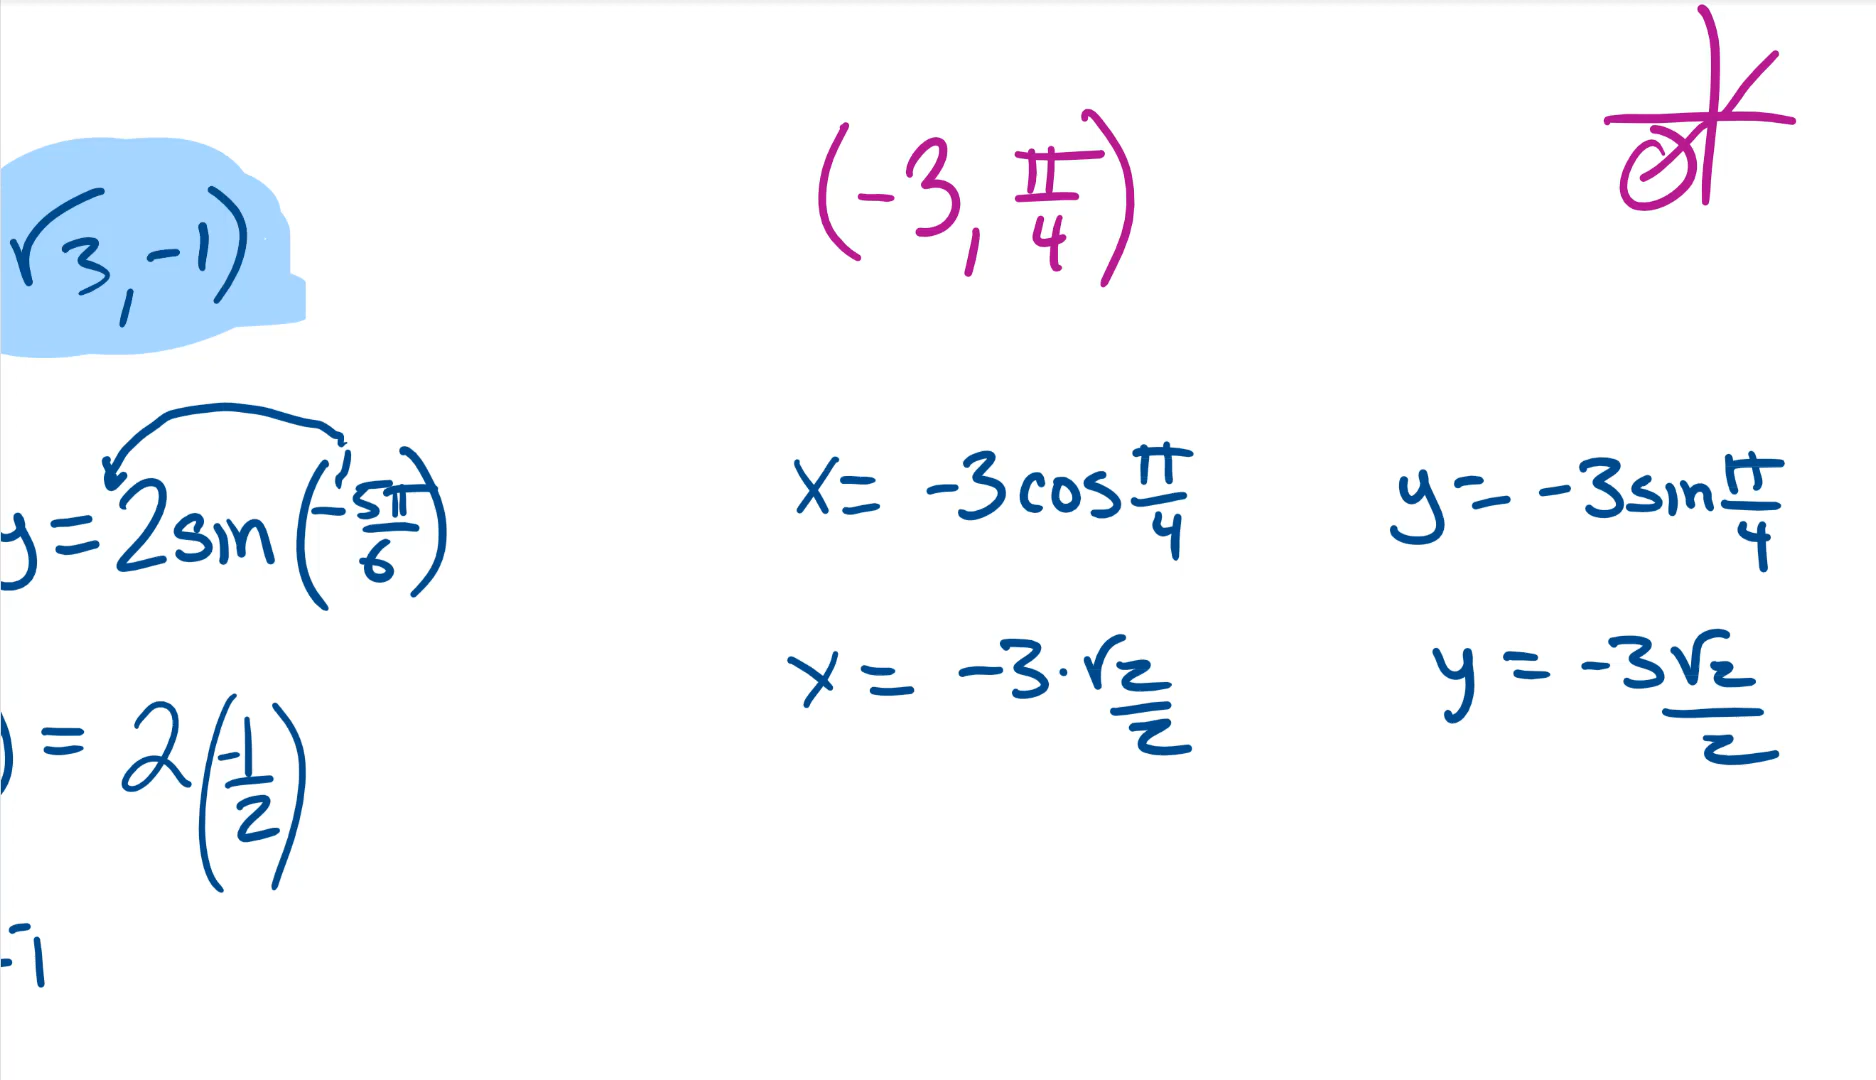 √3, -1)
(-3, π/4)
y = 2sin(-5π/6)
x = -3cos π/4
y = -3sin π/4
) = 2(-1/2)
x = -3·√2/2
y = -3√2/2
-1